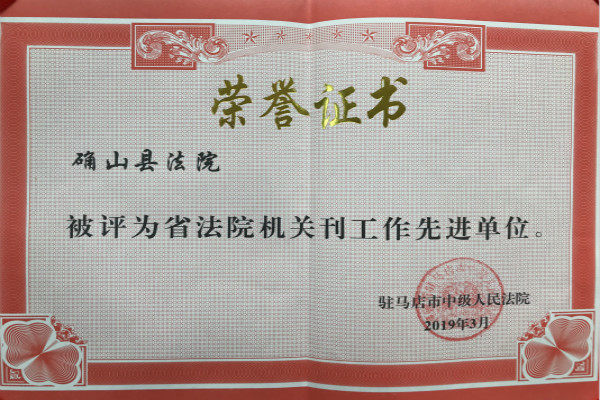 荣誉证书
确山县法院
被评为省法院机关刊工作先进单位。
驻马店市中级人民法院
2019年3月